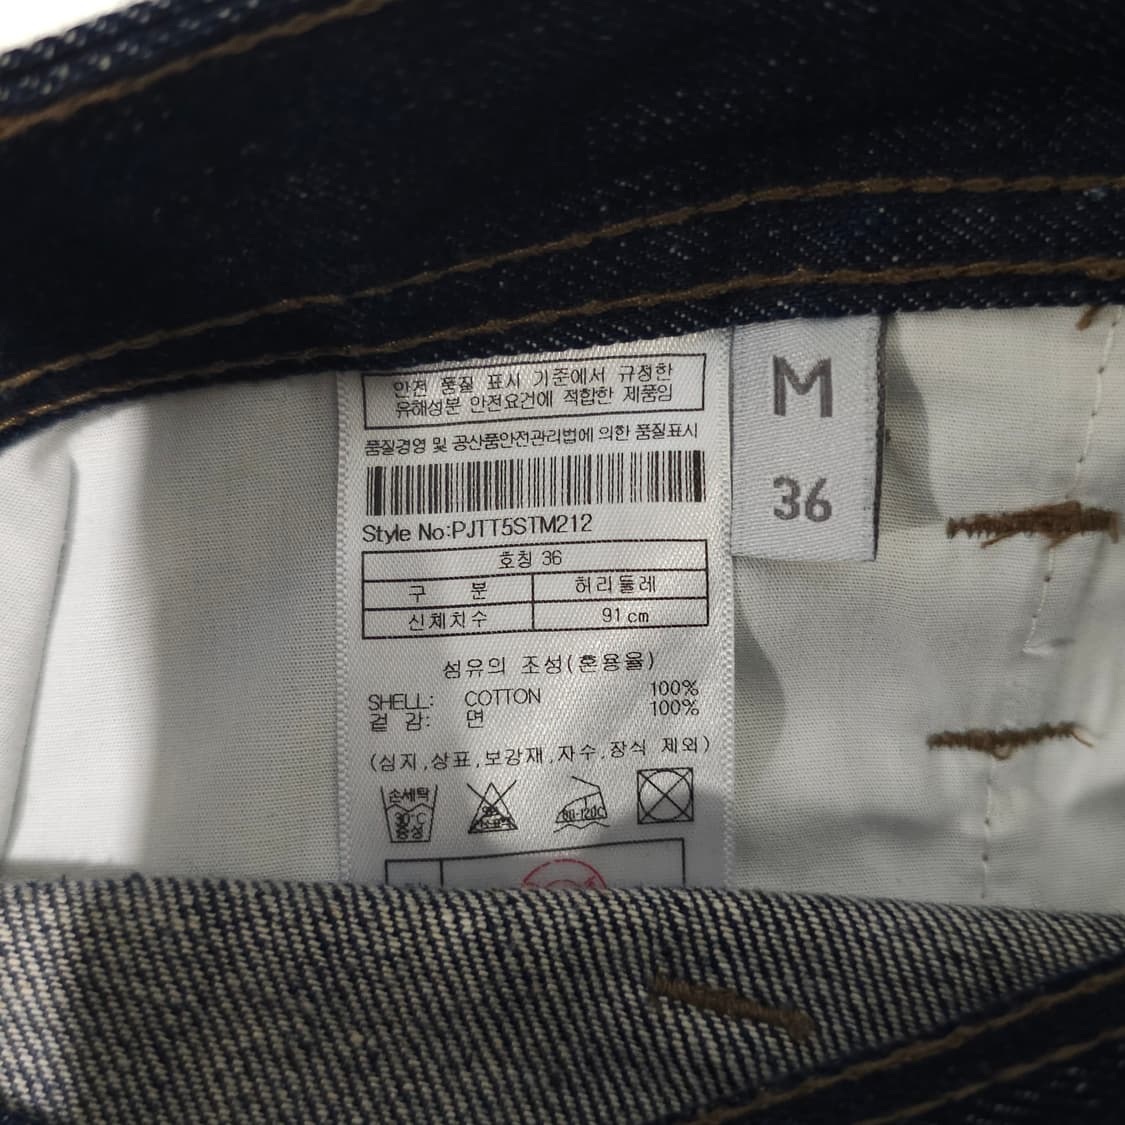 안전 품질 표시 기준에서 규정한
유해성분 안전요건에 적합한 제품임
품질경영 및 공산품안전관리법에 의한 품질표시
Style No:PJTT5STM212
호칭 36
구 분 허리둘레
신체치수 91cm
섬유의 조성(혼용율)
SHELL: COTTON 100%
겉 감: 면 100%
(심지,상표,보강재,자수,장식 제외)
손세탁
30℃
중성
80-120℃
M
36